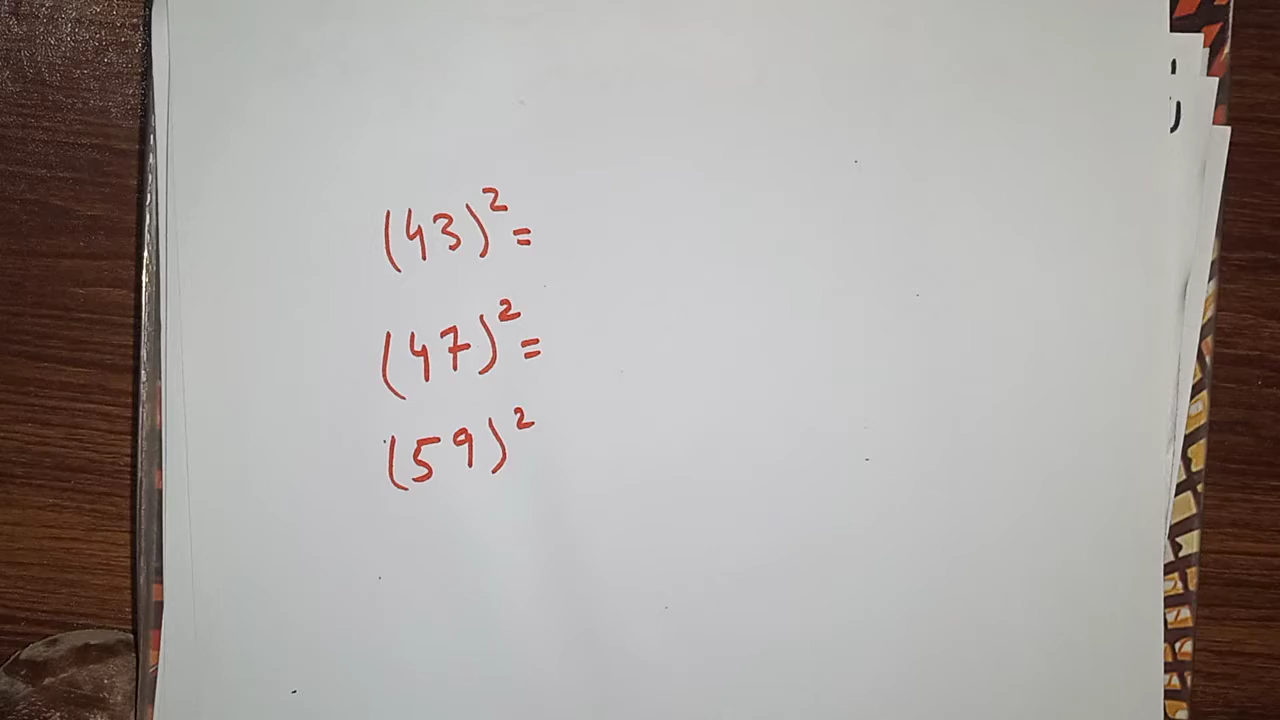 (43)²=
(47)²=
(59)²